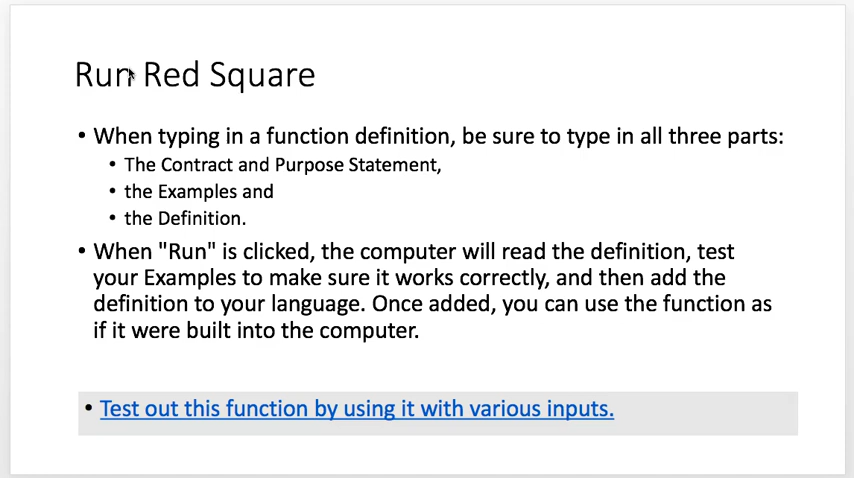 Run Red Square
• When typing in a function definition, be sure to type in all three parts:
• The Contract and Purpose Statement,
• the Examples and
• the Definition.
• When "Run" is clicked, the computer will read the definition, test
your Examples to make sure it works correctly, and then add the
definition to your language. Once added, you can use the function as
if it were built into the computer.
• Test out this function by using it with various inputs.